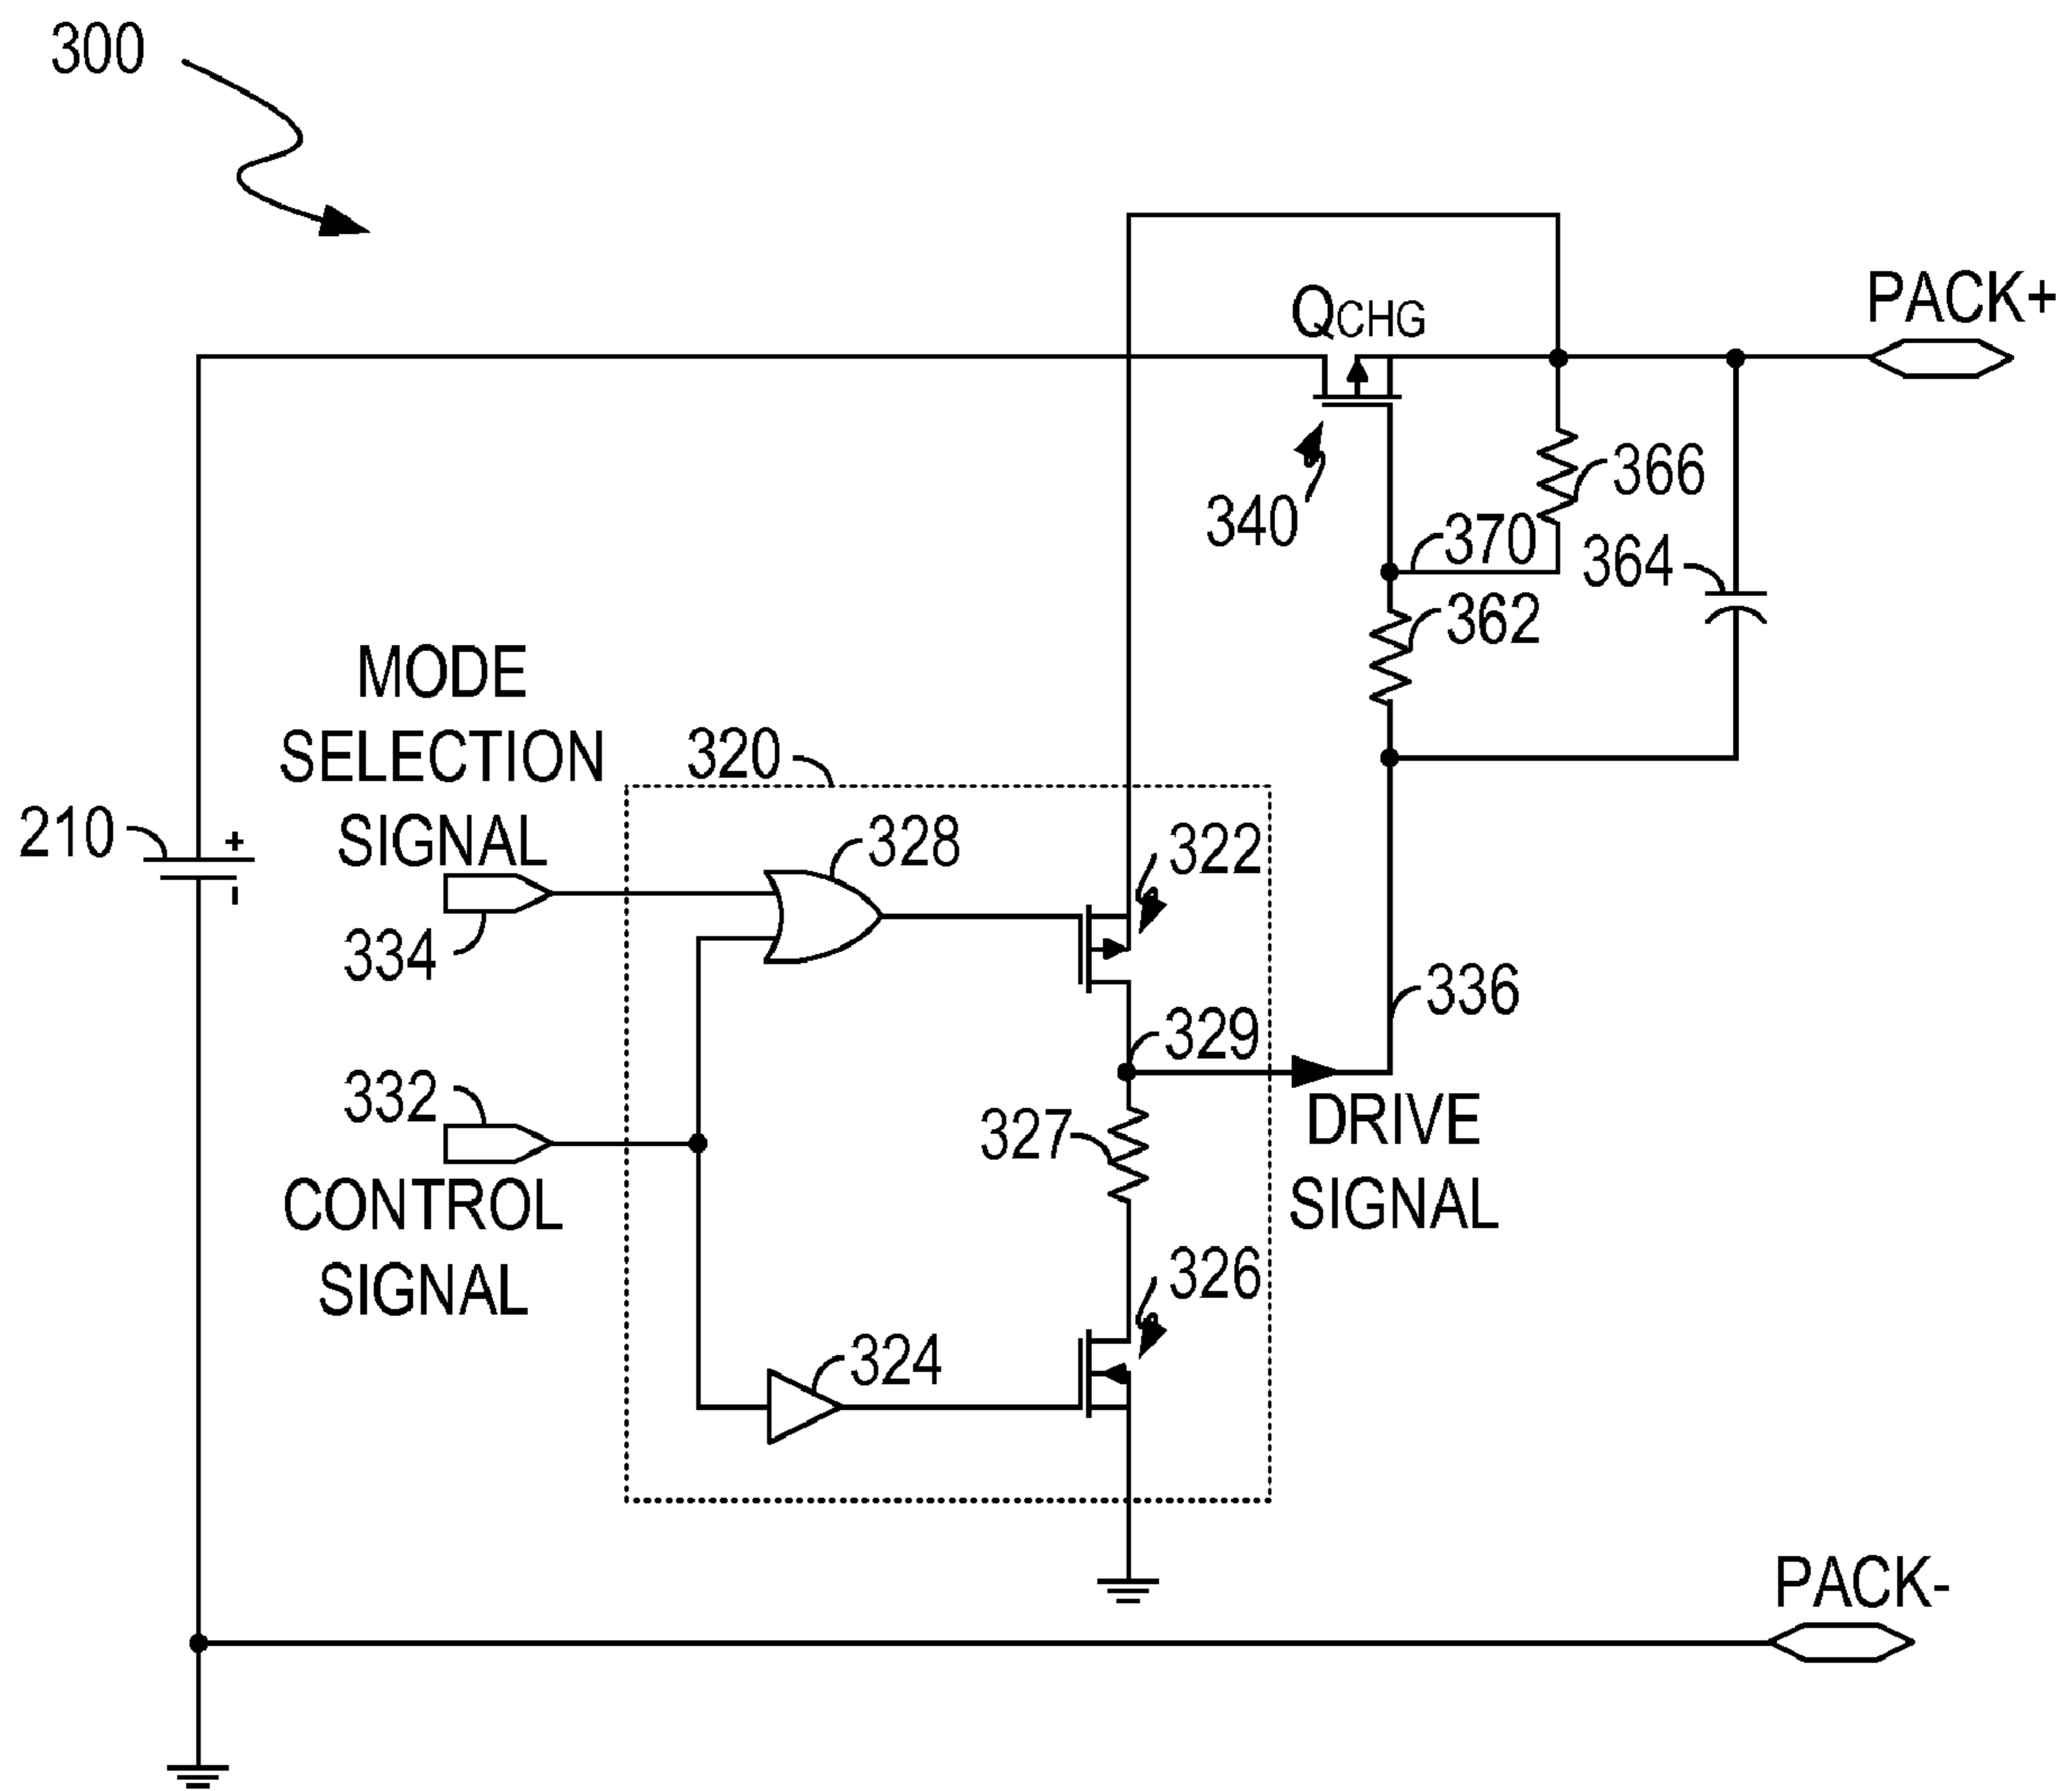 300
PACK+
QCHG
366
340
370
364
362
MODE
SELECTION
SIGNAL
320
210
+
-
328
322
334
336
329
332
327
DRIVE
SIGNAL
CONTROL
SIGNAL
326
324
PACK-